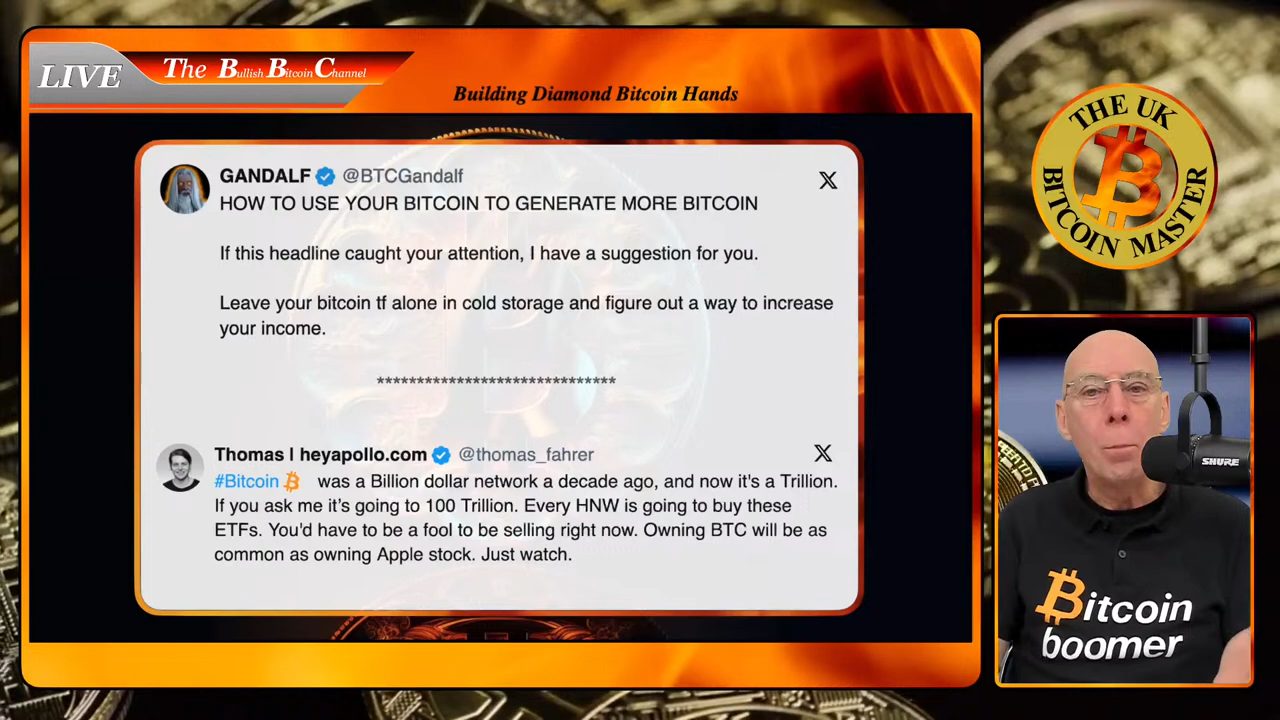 LIVE
The Bullish Bitcoin Channel
Building Diamond Bitcoin Hands
GANDALF @BTCGandalf
HOW TO USE YOUR BITCOIN TO GENERATE MORE BITCOIN
If this headline caught your attention, I have a suggestion for you.
Leave your bitcoin tf alone in cold storage and figure out a way to increase
your income.
******************************
Thomas | heyapollo.com @thomas_fahrer
#Bitcoin was a Billion dollar network a decade ago, and now it's a Trillion.
If you ask me it's going to 100 Trillion. Every HNW is going to buy these
ETFs. You'd have to be a fool to be selling right now. Owning BTC will be as
common as owning Apple stock. Just watch.
THE UK
BITCOIN MASTER
SHURE
Bitcoin
boomer